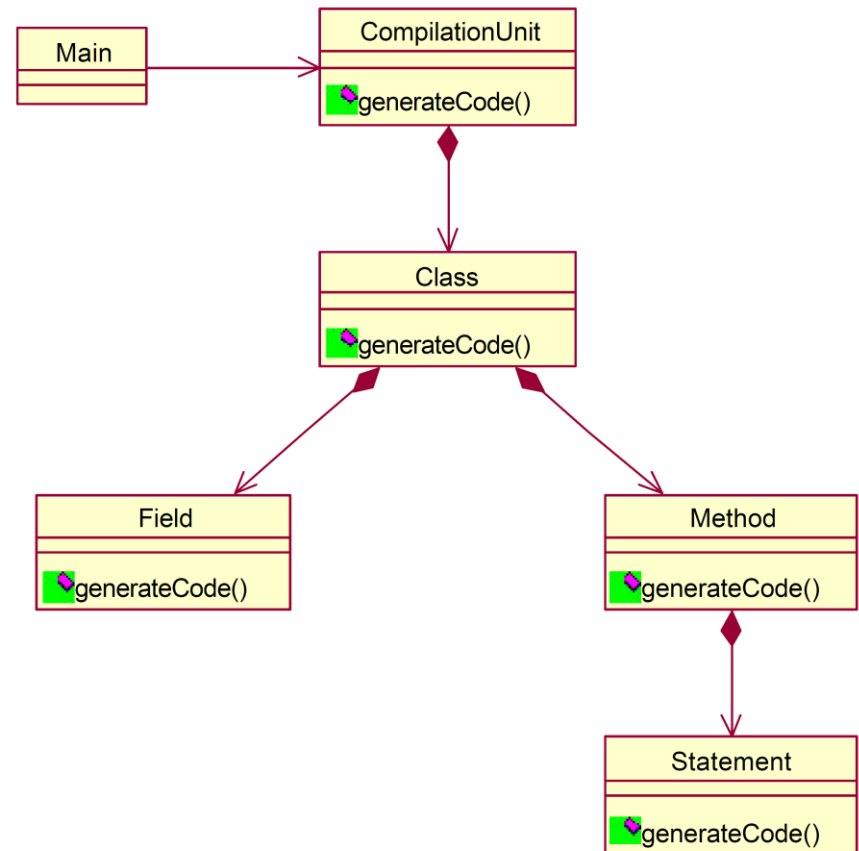 Main
CompilationUnit
generateCode()
Class
generateCode()
Field
generateCode()
Method
generateCode()
Statement
generateCode()